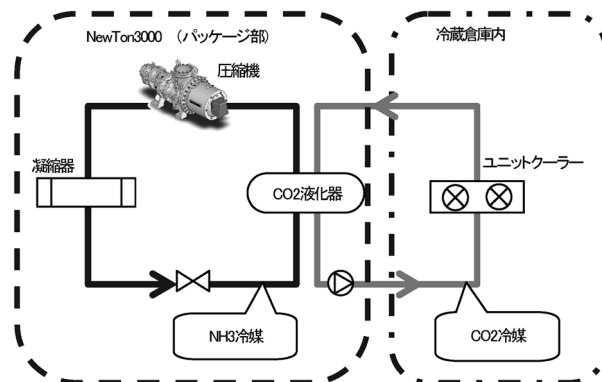 NewTon3000 （パッケージ部）
冷蔵倉庫内
圧縮機
凝縮器
CO2液化器
ユニットクーラー
NH3冷媒
CO2冷媒